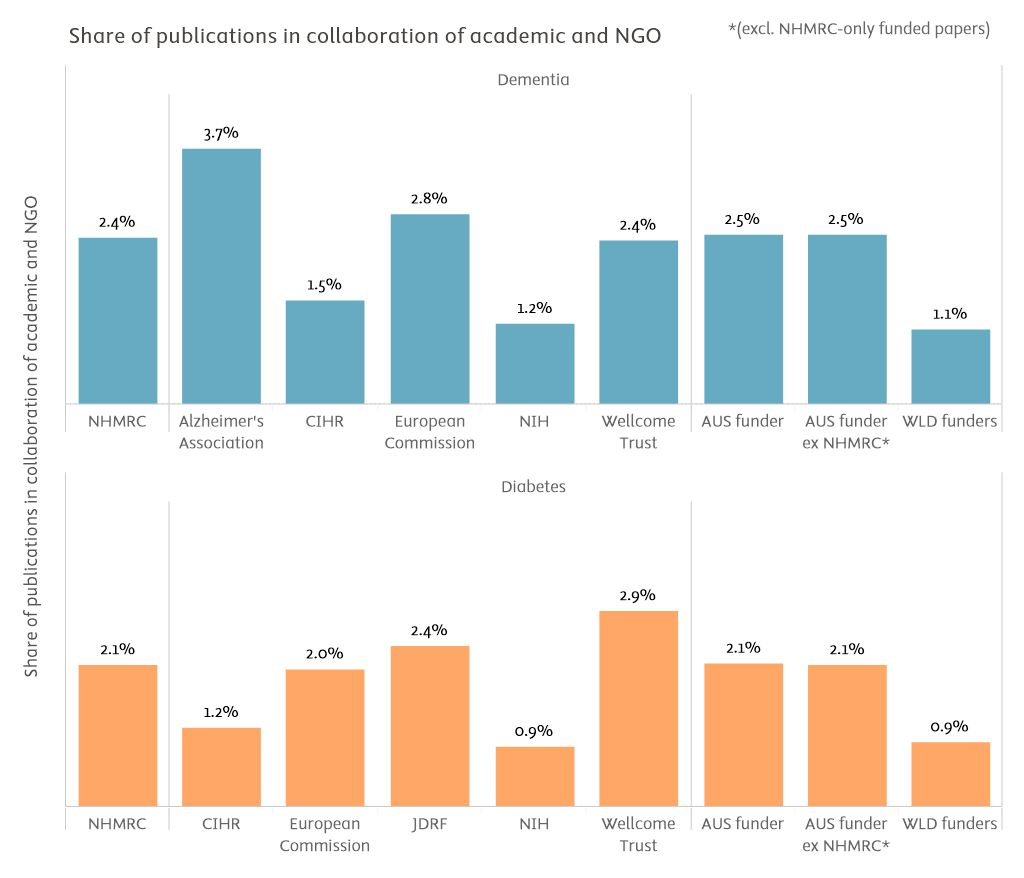 Share of publications in collaboration of academic and NGO
*(excl. NHMRC-only funded papers)
Share of publications in collaboration of academic and NGO
Dementia
2.4%
3.7%
1.5%
2.8%
1.2%
2.4%
2.5%
2.5%
1.1%
NHMRC
Alzheimer's
Association
CIHR
European
Commission
NIH
Wellcome
Trust
AUS funder
AUS funder
ex NHMRC*
WLD funders
Diabetes
2.1%
1.2%
2.0%
2.4%
0.9%
2.9%
2.1%
2.1%
0.9%
NHMRC
CIHR
European
Commission
JDRF
NIH
Wellcome
Trust
AUS funder
AUS funder
ex NHMRC*
WLD funders